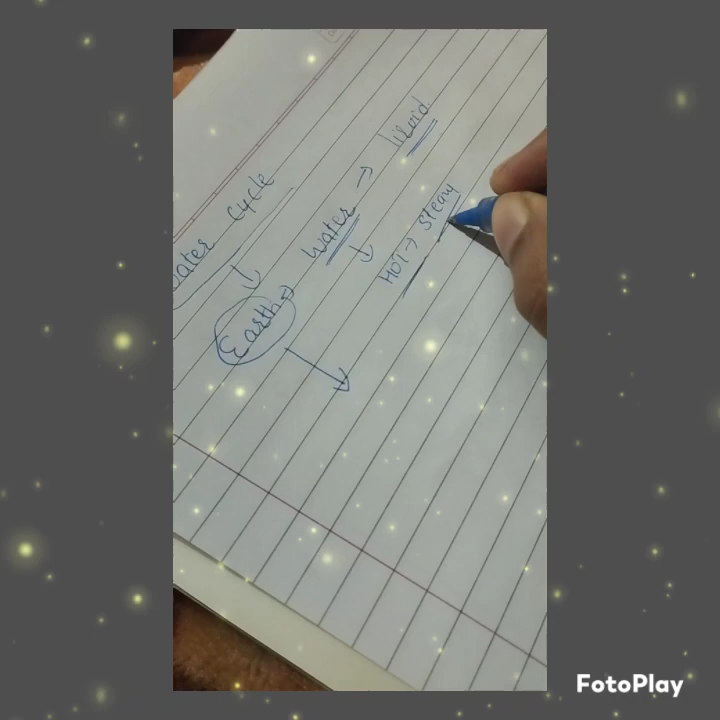 Water Cycle
↓
Earth → Water → liquid
↓
HOT → Steam
FotoPlay